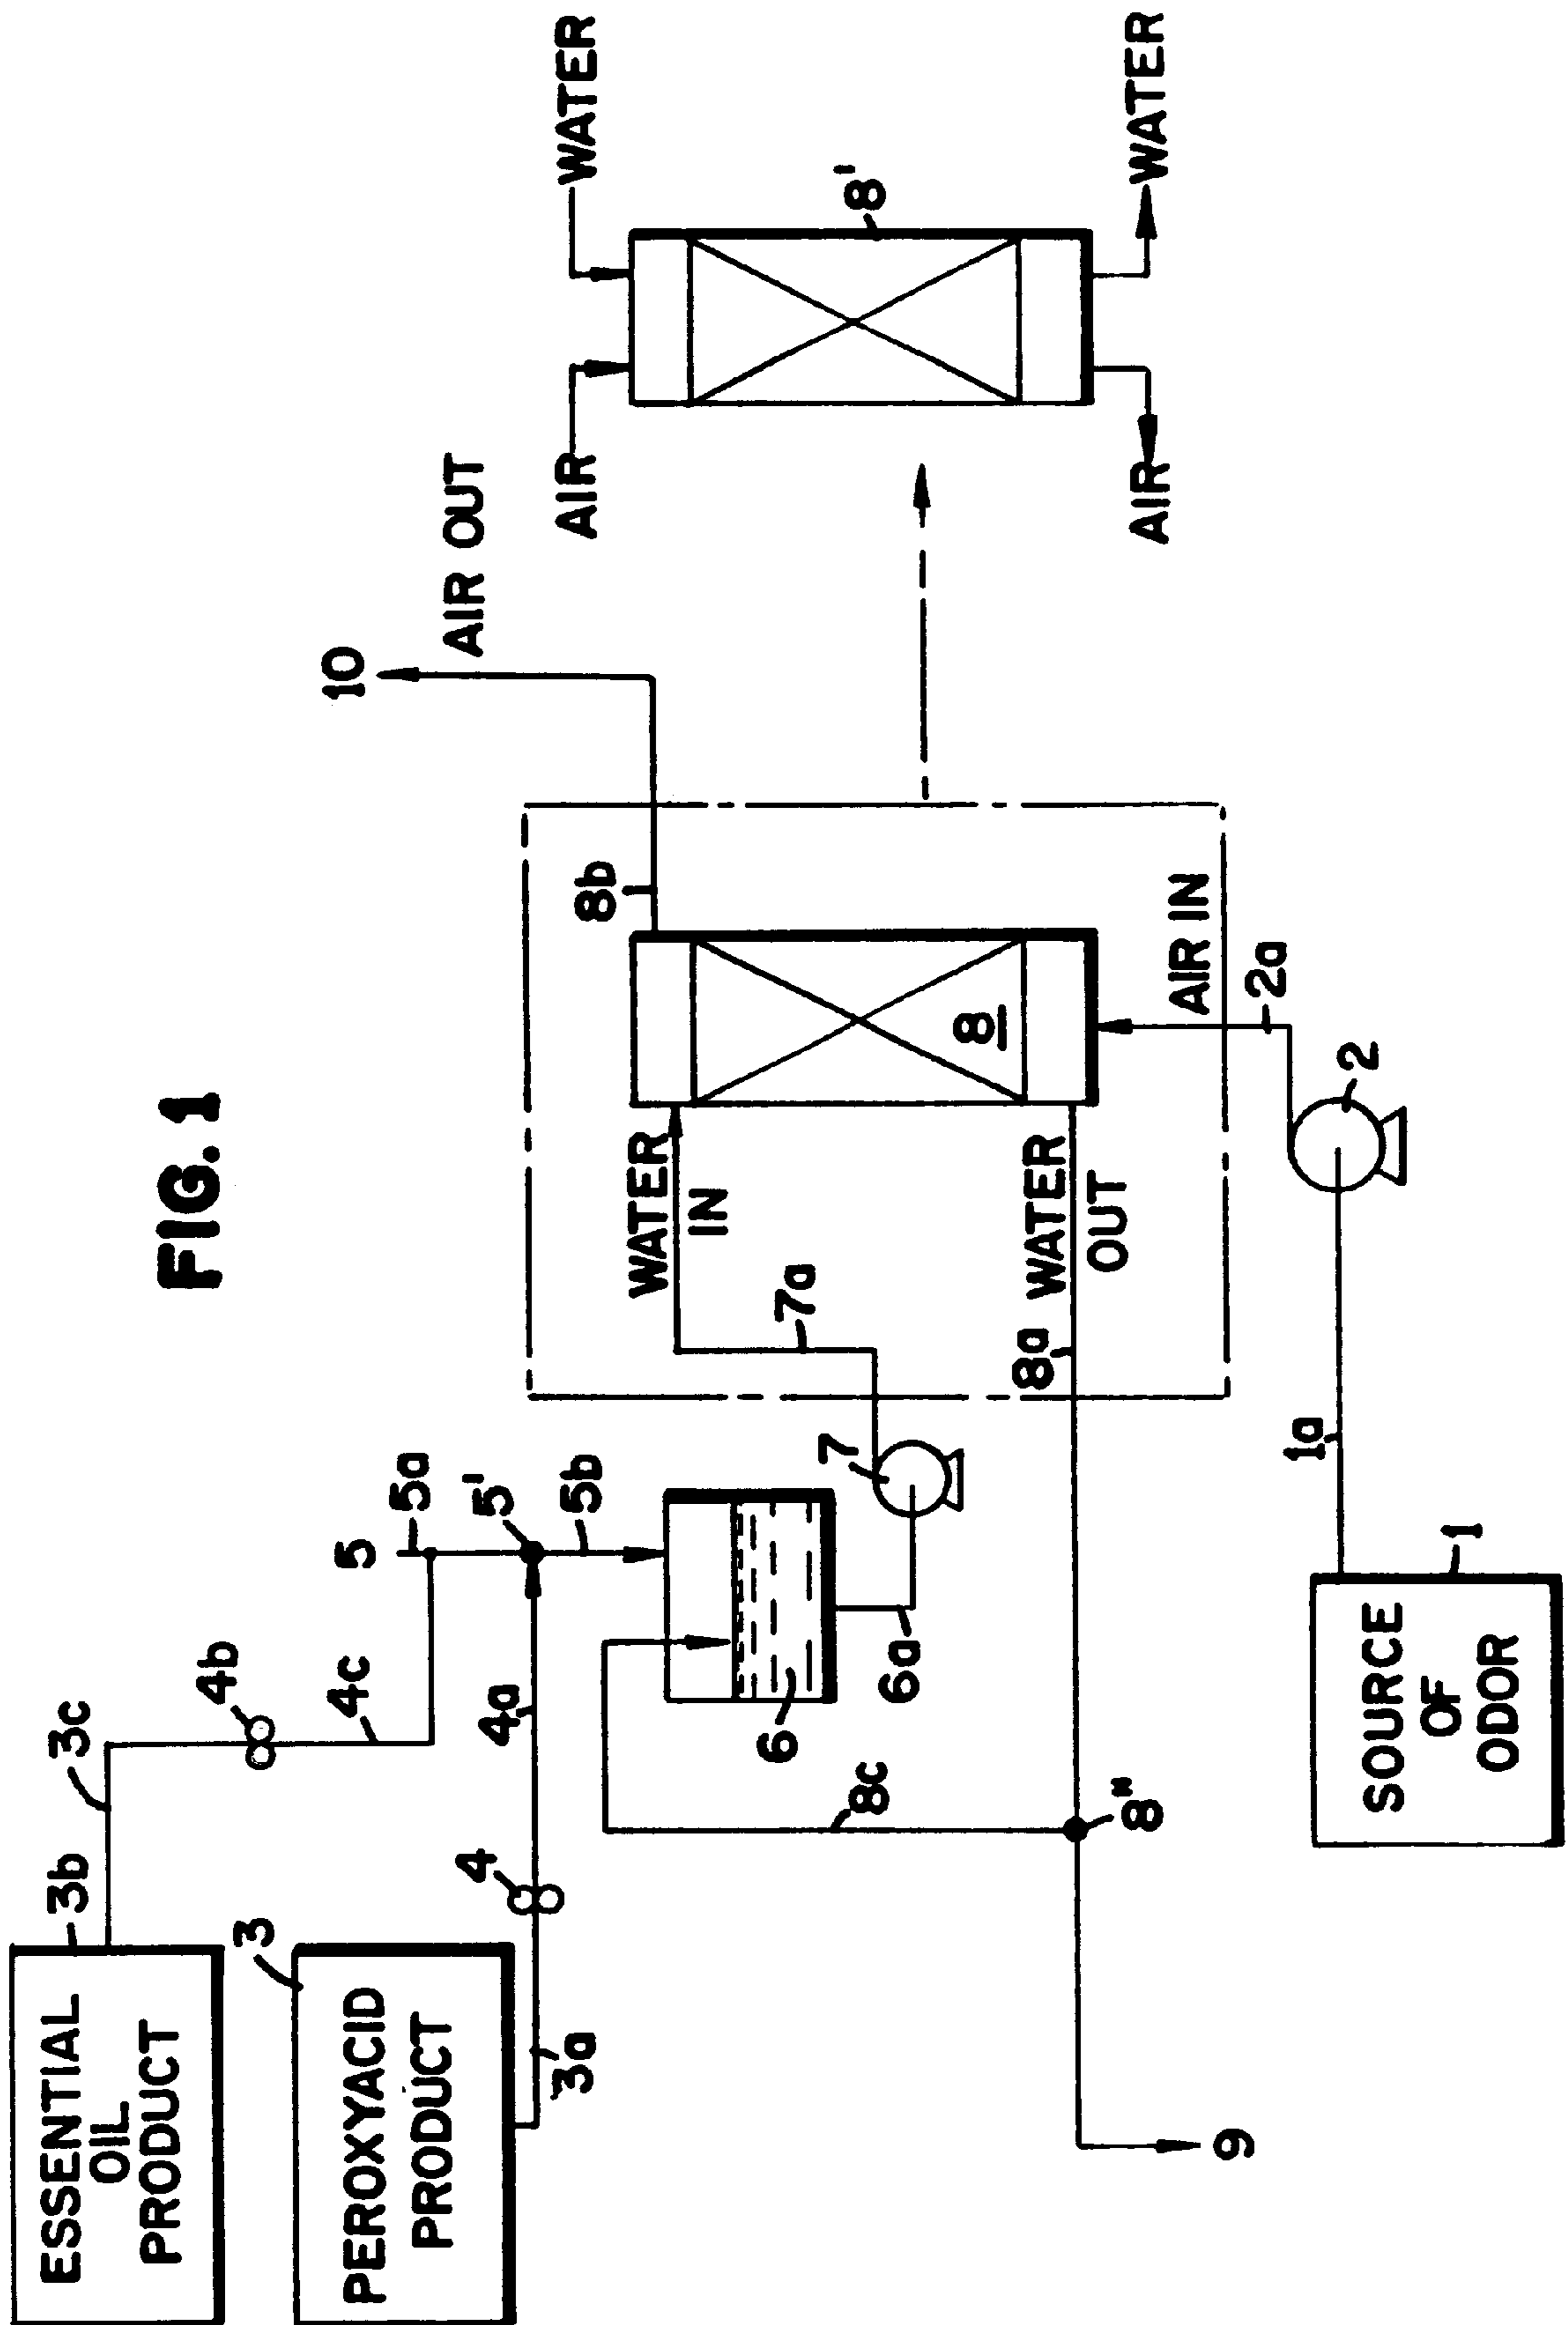 FIG. 1
ESSENTIAL
OIL
PRODUCT
3b
3c
4b
4c
PEROXYACID
PRODUCT
3
3a
4
4a
5
5a
5'
5b
6
6a
7
7a
WATER
IN
8
8b
10
AIR OUT
8a
WATER
OUT
8c
8"
9
SOURCE
OF
ODOR
1
1a
2
2a
AIR IN
AIR
WATER
8'
AIR
WATER